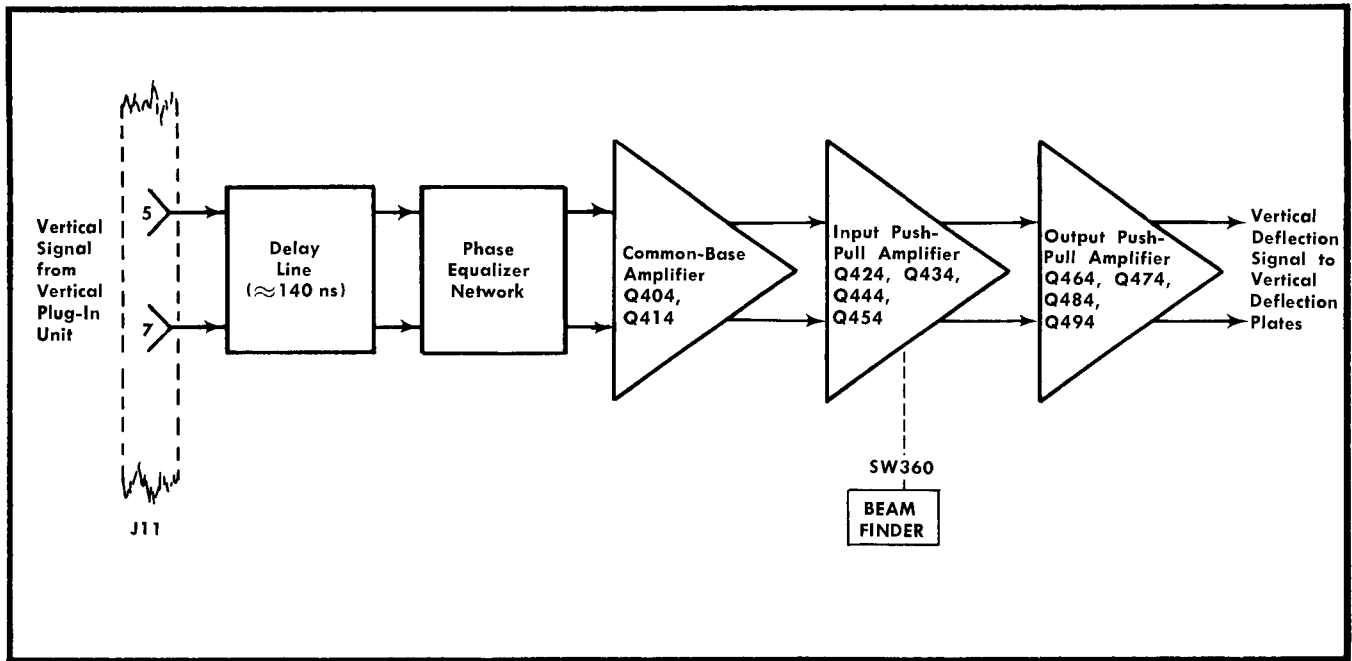 Vertical
Signal
from
Vertical
Plug-In
Unit
5
7
J11
Delay
Line
(≈140 ns)
Phase
Equalizer
Network
Common-Base
Amplifier
Q404,
Q414
Input Push-
Pull Amplifier
Q424, Q434,
Q444,
Q454
SW360
BEAM
FINDER
Output Push-
Pull Amplifier
Q464, Q474,
Q484,
Q494
Vertical
Deflection
Signal to
Vertical
Deflection
Plates